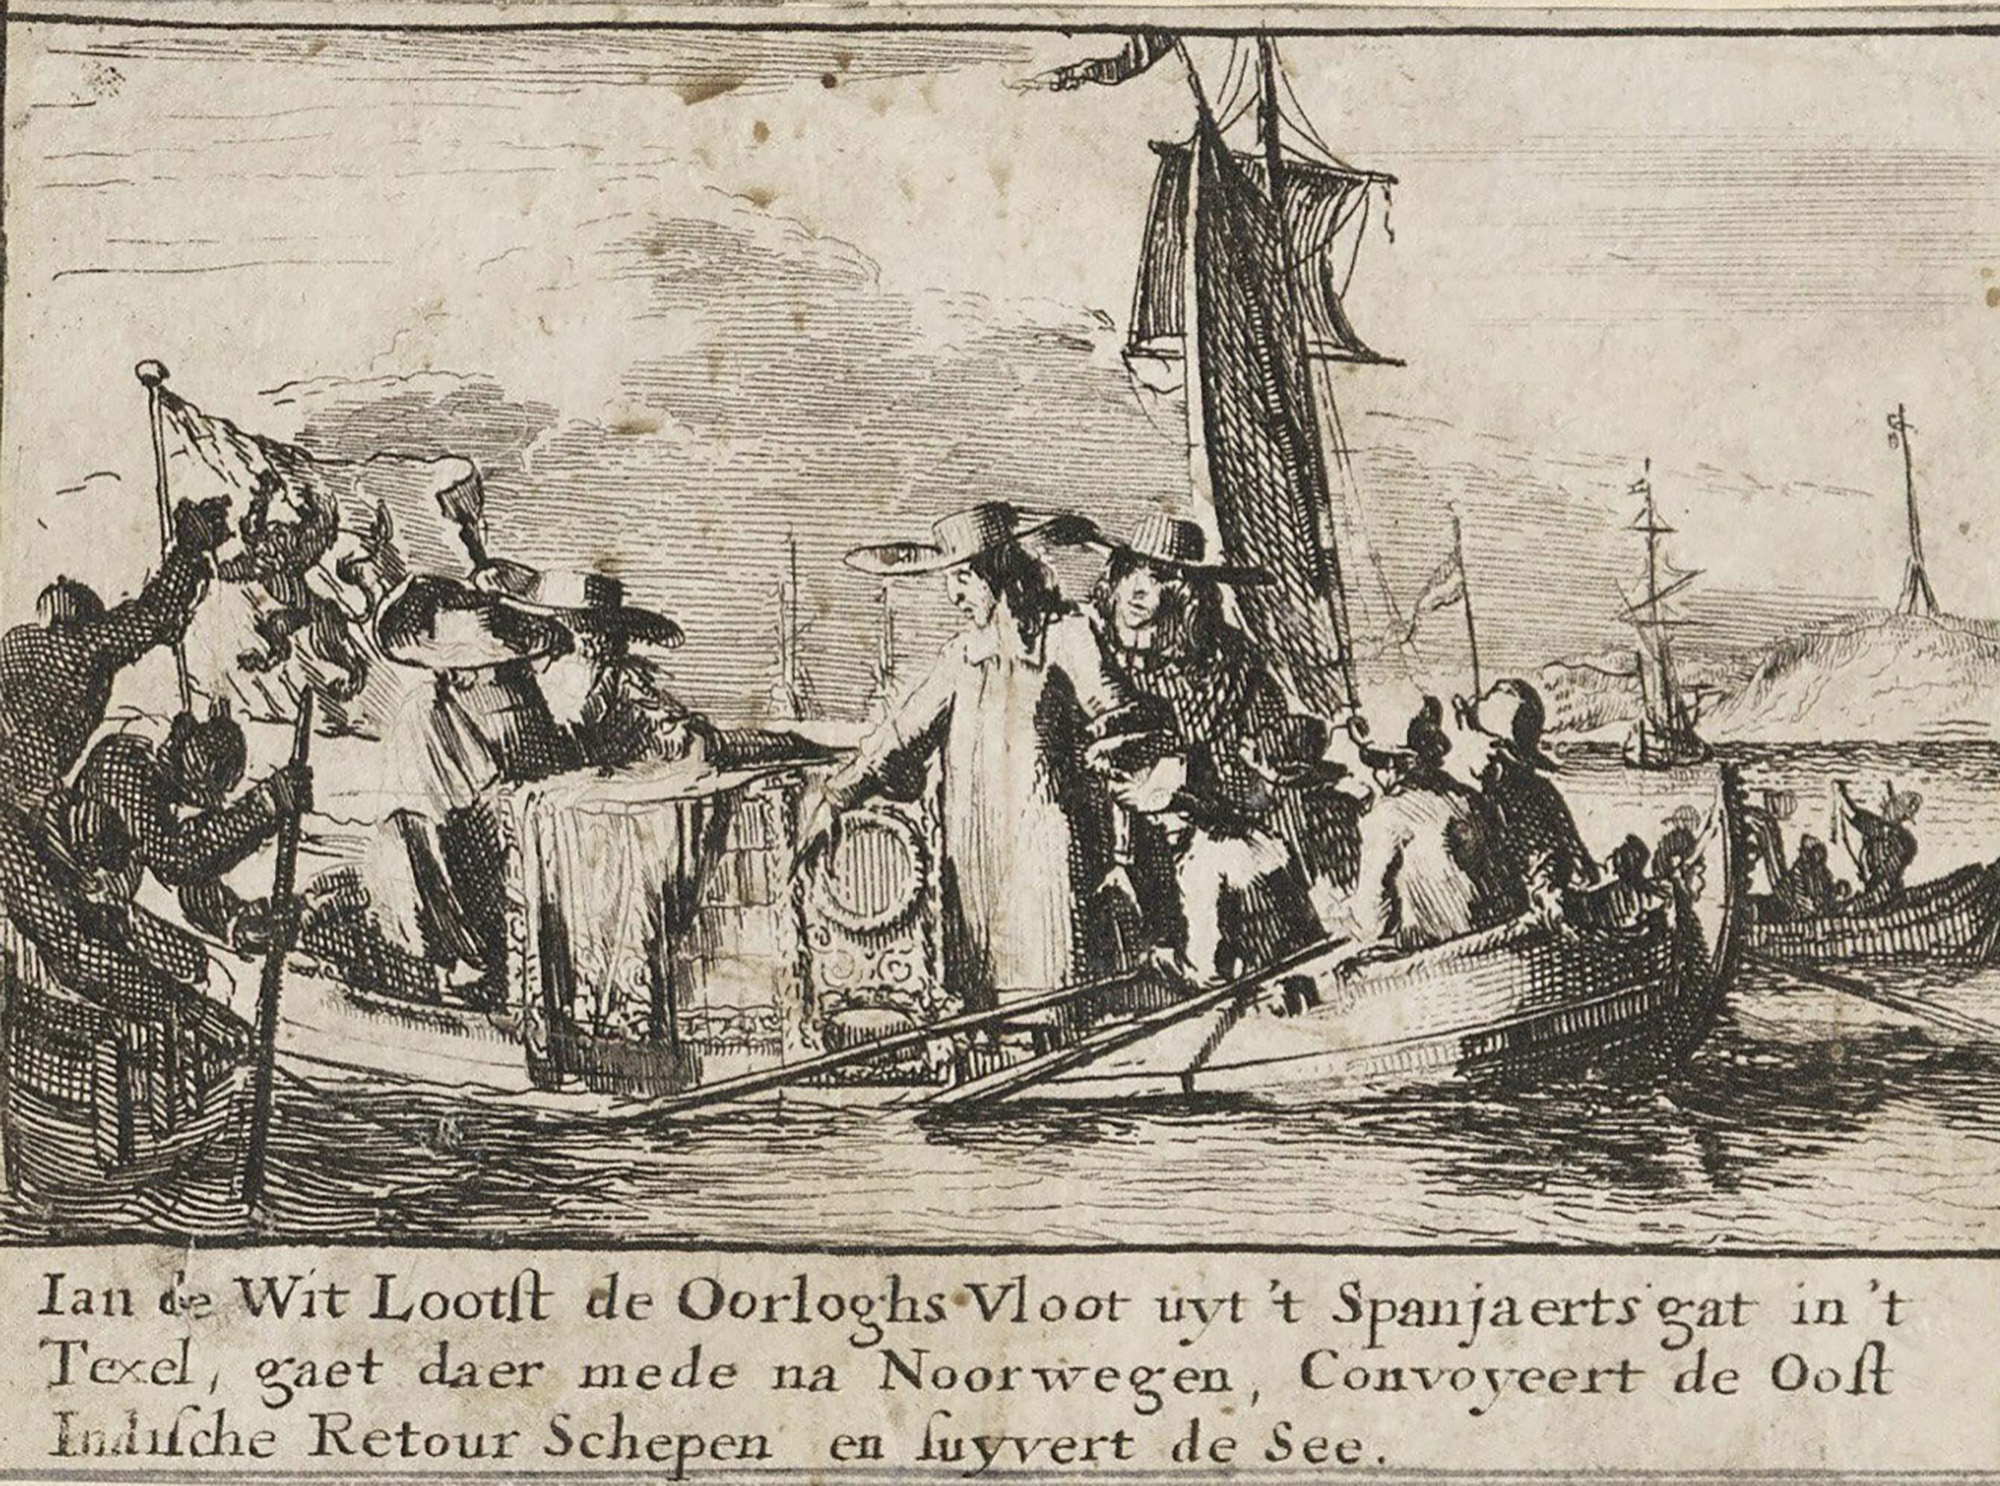 Ian de Wit Lootſt de Oorloghs Vloot uyt 't Spanjaerts gat in 't
Texel, gaet daer mede na Noorwegen, Convoyeert de Ooſt
Indiſche Retour Schepen en ſuyvert de See.